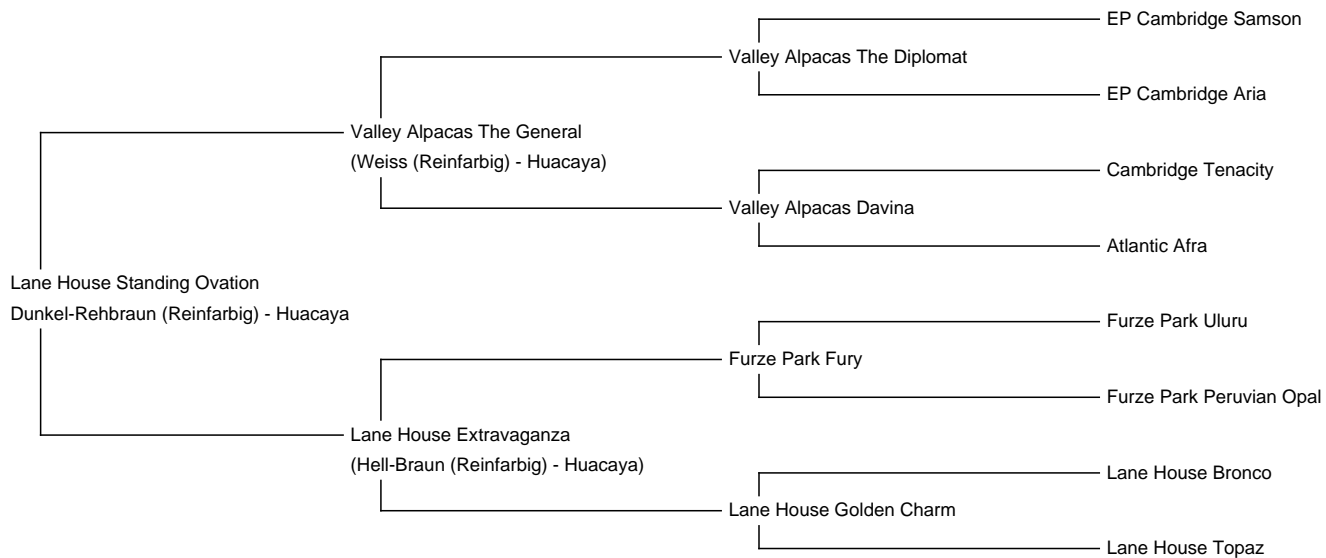 EP Cambridge Samson
Valley Alpacas The Diplomat
EP Cambridge Aria
Valley Alpacas The General
(Weiss (Reinfarbig) - Huacaya)
Cambridge Tenacity
Valley Alpacas Davina
Atlantic Afra
Lane House Standing Ovation
Dunkel-Rehbraun (Reinfarbig) - Huacaya
Furze Park Uluru
Furze Park Fury
Furze Park Peruvian Opal
Lane House Extravaganza
(Hell-Braun (Reinfarbig) - Huacaya)
Lane House Bronco
Lane House Golden Charm
Lane House Topaz